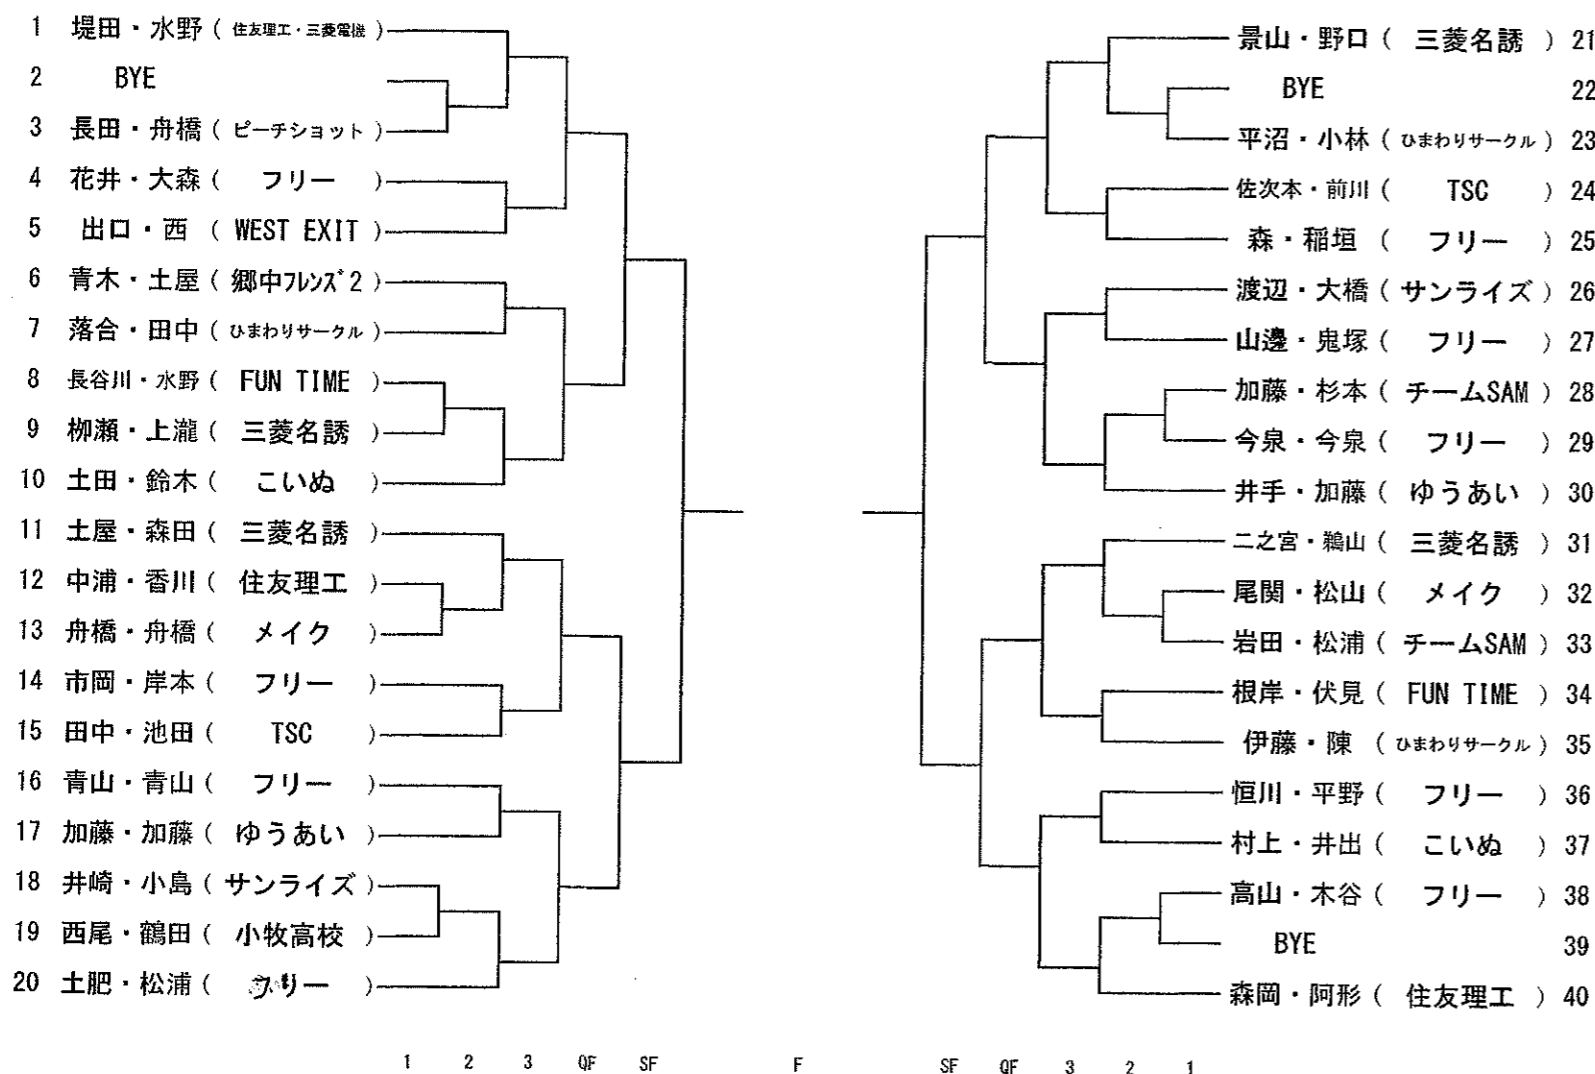 1 堤田・水野 ( 住友理工・三菱電機 )
2 BYE
3 長田・舟橋 ( ピーチショット )
4 花井・大森 ( フリー )
5 出口・西 ( WEST EXIT )
6 青木・土屋 ( 郷中ﾌﾚﾝｽﾞ2 )
7 落合・田中 ( ひまわりサークル )
8 長谷川・水野 ( FUN TIME )
9 柳瀬・上瀧 ( 三菱名誘 )
10 土田・鈴木 ( こいぬ )
11 土屋・森田 ( 三菱名誘 )
12 中浦・香川 ( 住友理工 )
13 舟橋・舟橋 ( メイク )
14 市岡・岸本 ( フリー )
15 田中・池田 ( TSC )
16 青山・青山 ( フリー )
17 加藤・加藤 ( ゆうあい )
18 井崎・小島 ( サンライズ )
19 西尾・鶴田 ( 小牧高校 )
20 土肥・松浦 ( フリー )
景山・野口 ( 三菱名誘 ) 21
BYE 22
平沼・小林 ( ひまわりサークル ) 23
佐次本・前川 ( TSC ) 24
森・稲垣 ( フリー ) 25
渡辺・大橋 ( サンライズ ) 26
山邊・鬼塚 ( フリー ) 27
加藤・杉本 ( チームSAM ) 28
今泉・今泉 ( フリー ) 29
井手・加藤 ( ゆうあい ) 30
二之宮・鵜山 ( 三菱名誘 ) 31
尾関・松山 ( メイク ) 32
岩田・松浦 ( チームSAM ) 33
根岸・伏見 ( FUN TIME ) 34
伊藤・陳 ( ひまわりサークル ) 35
恒川・平野 ( フリー ) 36
村上・井出 ( こいぬ ) 37
高山・木谷 ( フリー ) 38
BYE 39
森岡・阿形 ( 住友理工 ) 40
1 2 3 QF SF F SF QF 3 2 1